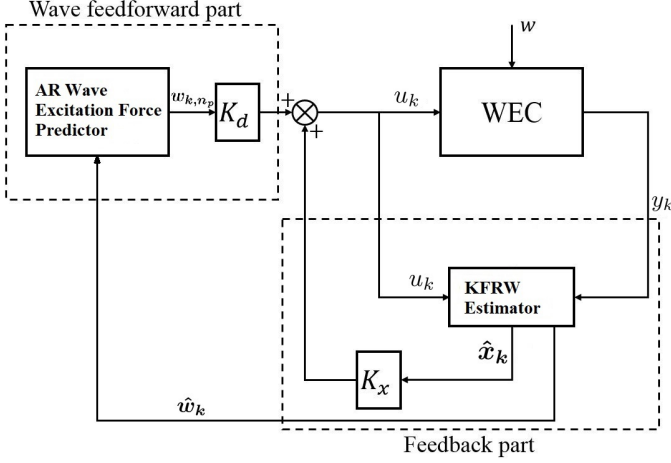 Wave feedforward part
w
AR Wave
Excitation Force
Predictor
w_{k,n_p}
K_d
+
+
u_k
WEC
y_k
u_k
KFRW
Estimator
x̂_k
K_x
ŵ_k
Feedback part